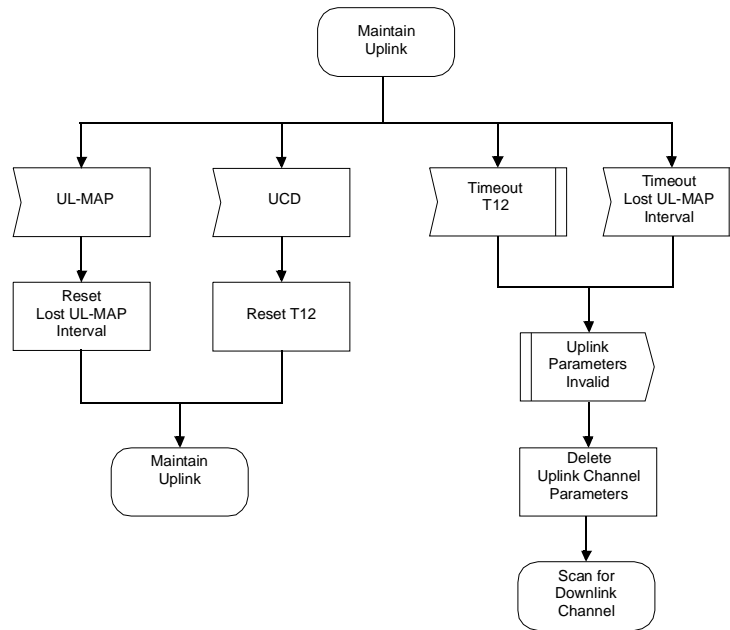 Maintain
Uplink
UL-MAP
UCD
Timeout
T12
Timeout
Lost UL-MAP
Interval
Reset
Lost UL-MAP
Interval
Reset T12
Uplink
Parameters
Invalid
Maintain
Uplink
Delete
Uplink Channel
Parameters
Scan for
Downlink
Channel